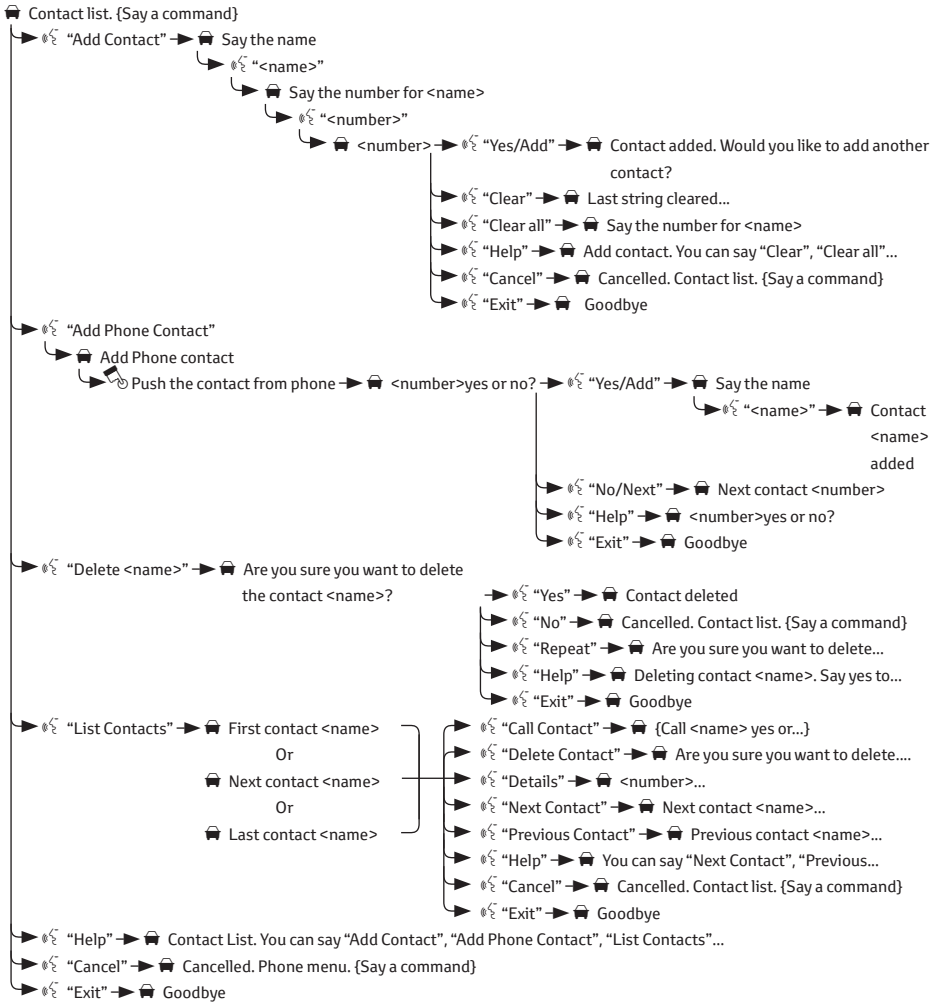 Contact list. {Say a command}
“Add Contact” Say the name
“<name>”
Say the number for <name>
“<number>”
<number> “Yes/Add” Contact added. Would you like to add another
contact?
“Clear” Last string cleared...
“Clear all” Say the number for <name>
“Help” Add contact. You can say “Clear”, “Clear all”...
“Cancel” Cancelled. Contact list. {Say a command}
“Exit” Goodbye
“Add Phone Contact”
Add Phone contact
Push the contact from phone <number>yes or no? “Yes/Add” Say the name
“<name>” Contact
<name>
added
“No/Next” Next contact <number>
“Help” <number>yes or no?
“Exit” Goodbye
“Delete <name>” Are you sure you want to delete
the contact <name>?
“Yes” Contact deleted
“No” Cancelled. Contact list. {Say a command}
“Repeat” Are you sure you want to delete...
“Help” Deleting contact <name>. Say yes to...
“Exit” Goodbye
“List Contacts” First contact <name>
Or
Next contact <name>
Or
Last contact <name>
“Call Contact” {Call <name> yes or...}
“Delete Contact” Are you sure you want to delete....
“Details” <number>...
“Next Contact” Next contact <name>...
“Previous Contact” Previous contact <name>...
“Help” You can say “Next Contact”, “Previous...
“Cancel” Cancelled. Contact list. {Say a command}
“Exit” Goodbye
“Help” Contact List. You can say “Add Contact”, “Add Phone Contact”, “List Contacts”...
“Cancel” Cancelled. Phone menu. {Say a command}
“Exit” Goodbye